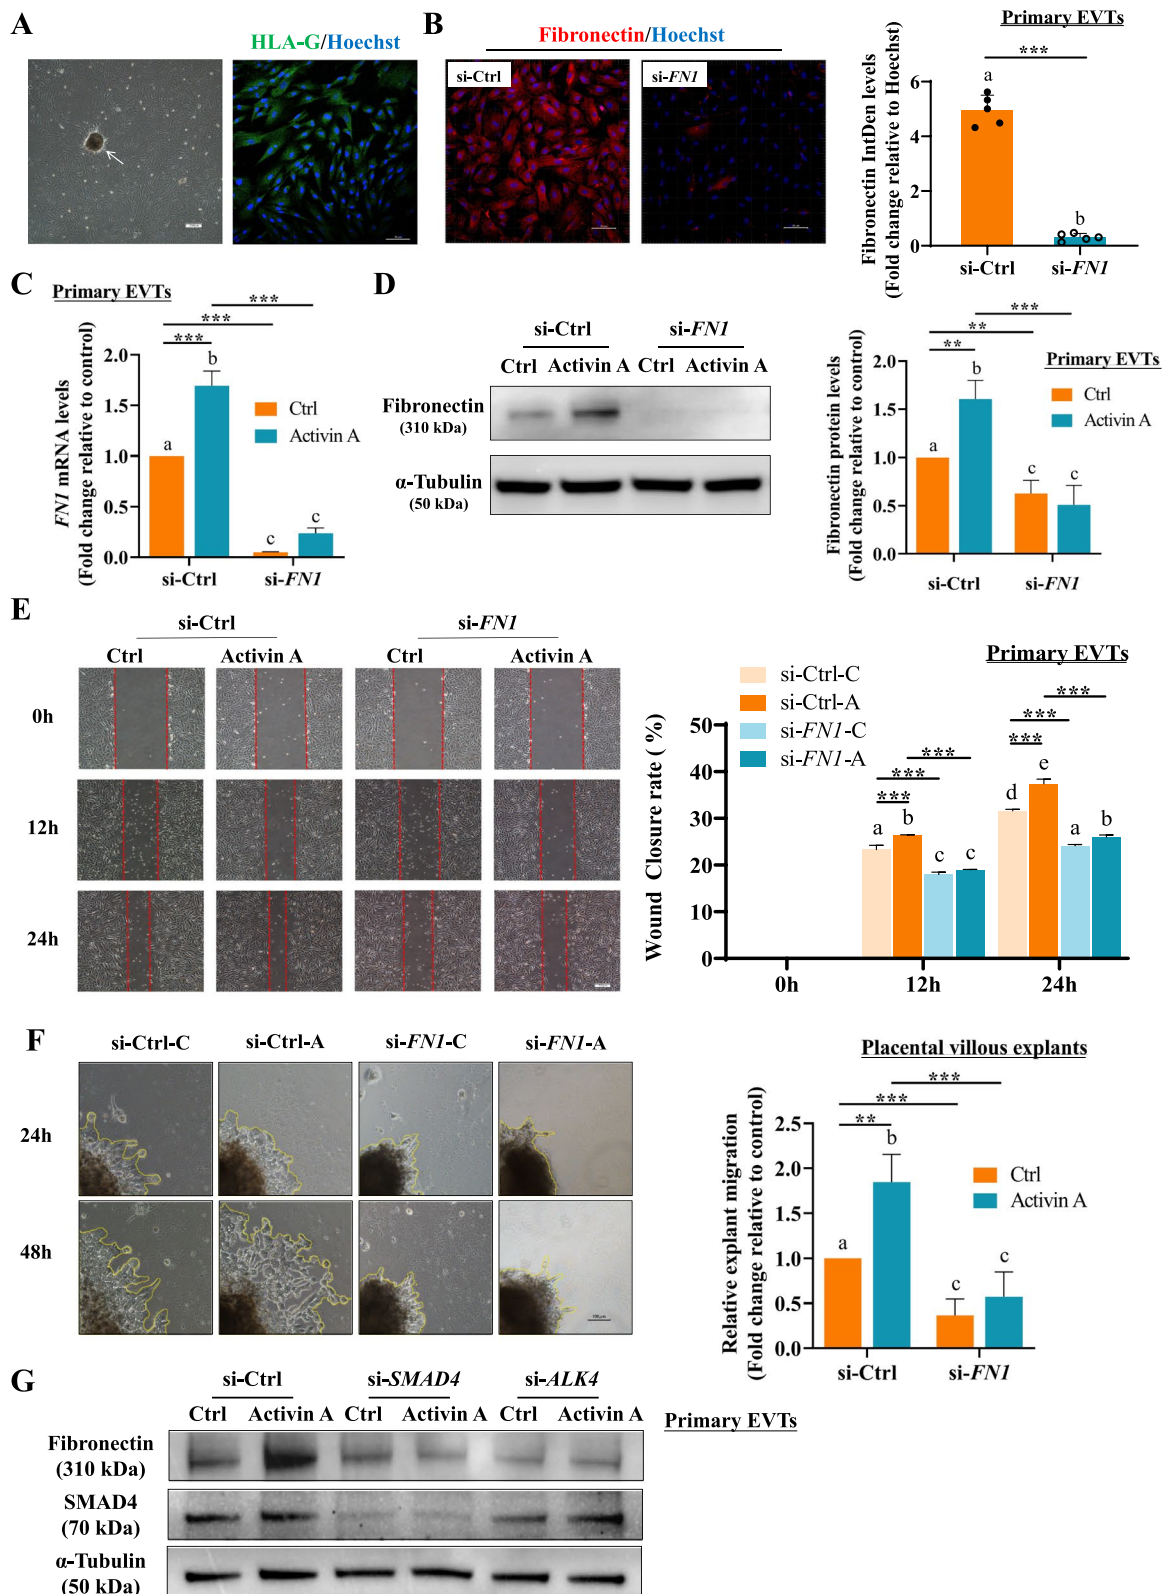 A
HLA-G/Hoechst
B
Fibronectin/Hoechst
si-Ctrl
si-FN1
Primary EVTs
Fibronectin IntDen levels
(Fold change relative to Hoechst)
6
4
2
0
a
***
b
si-Ctrl
si-FN1
C
Primary EVTs
FN1 mRNA levels
(Fold change relative to control)
2.0
1.5
1.0
0.5
0.0
***
***
***
a
b
c
c
Ctrl
Activin A
si-Ctrl
si-FN1
D
si-Ctrl
si-FN1
Ctrl Activin A Ctrl Activin A
Fibronectin
(310 kDa)
α-Tubulin
(50 kDa)
Fibronectin protein levels
(Fold change relative to control)
2.0
1.5
1.0
0.5
0.0
***
**
**
a
b
c
c
Primary EVTs
Ctrl
Activin A
si-Ctrl
si-FN1
E
si-Ctrl
si-FN1
Ctrl
Activin A
Ctrl
Activin A
0h
12h
24h
Primary EVTs
si-Ctrl-C
si-Ctrl-A
si-FN1-C
si-FN1-A
Wound Closure rate ( %)
50
40
30
20
10
0
***
***
***
a
b
c
c
***
***
***
d
e
a
b
0h
12h
24h
F
si-Ctrl-C
si-Ctrl-A
si-FN1-C
si-FN1-A
24h
48h
100μm
Placental villous explants
Relative explant migration
(Fold change relative to control)
2.5
2.0
1.5
1.0
0.5
0.0
***
***
**
a
b
c
c
Ctrl
Activin A
si-Ctrl
si-FN1
G
si-Ctrl
si-SMAD4
si-ALK4
Ctrl Activin A Ctrl Activin A Ctrl Activin A
Primary EVTs
Fibronectin
(310 kDa)
SMAD4
(70 kDa)
α-Tubulin
(50 kDa)